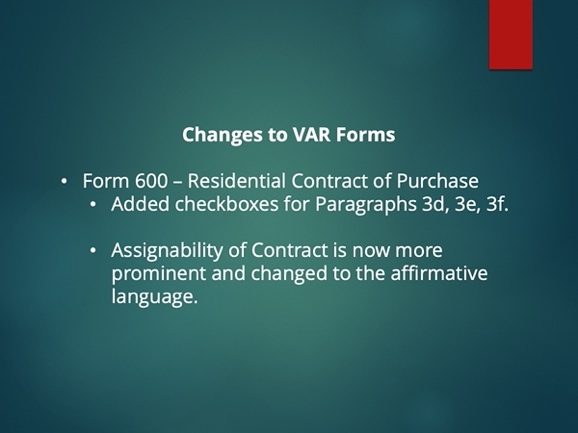 Changes to VAR Forms
• Form 600 – Residential Contract of Purchase
• Added checkboxes for Paragraphs 3d, 3e, 3f.
• Assignability of Contract is now more
prominent and changed to the affirmative
language.